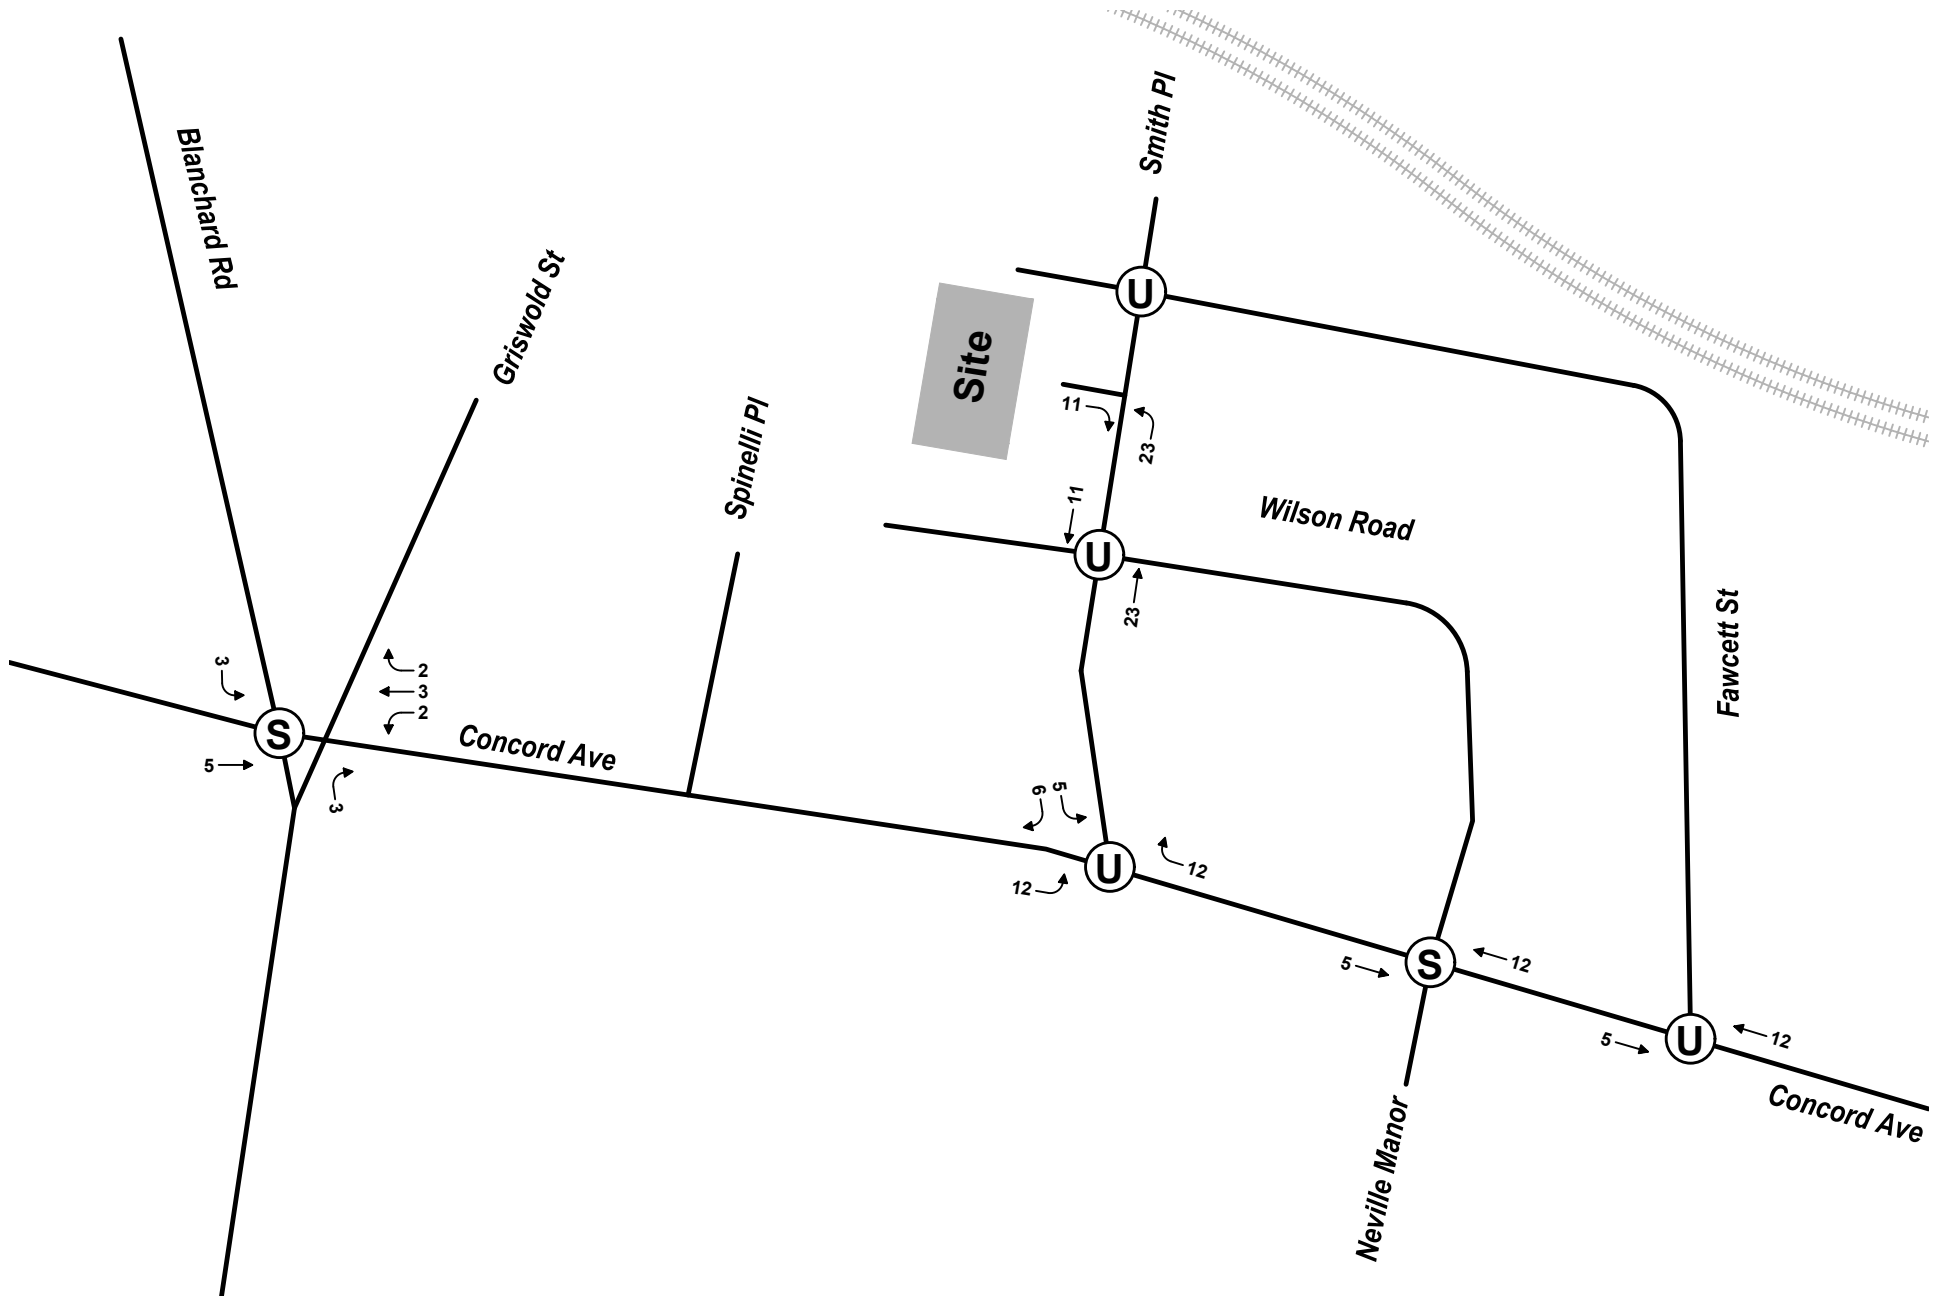 Smith Pl
Blanchard Rd
Griswold St
U
Site
Spinelli Pl
11
23
11
Wilson Road
U
23
Fawcett St
3
2
3
2
S
Concord Ave
5
3
6
5
12
U
12
5
S
12
5
U
12
Concord Ave
Neville Manor